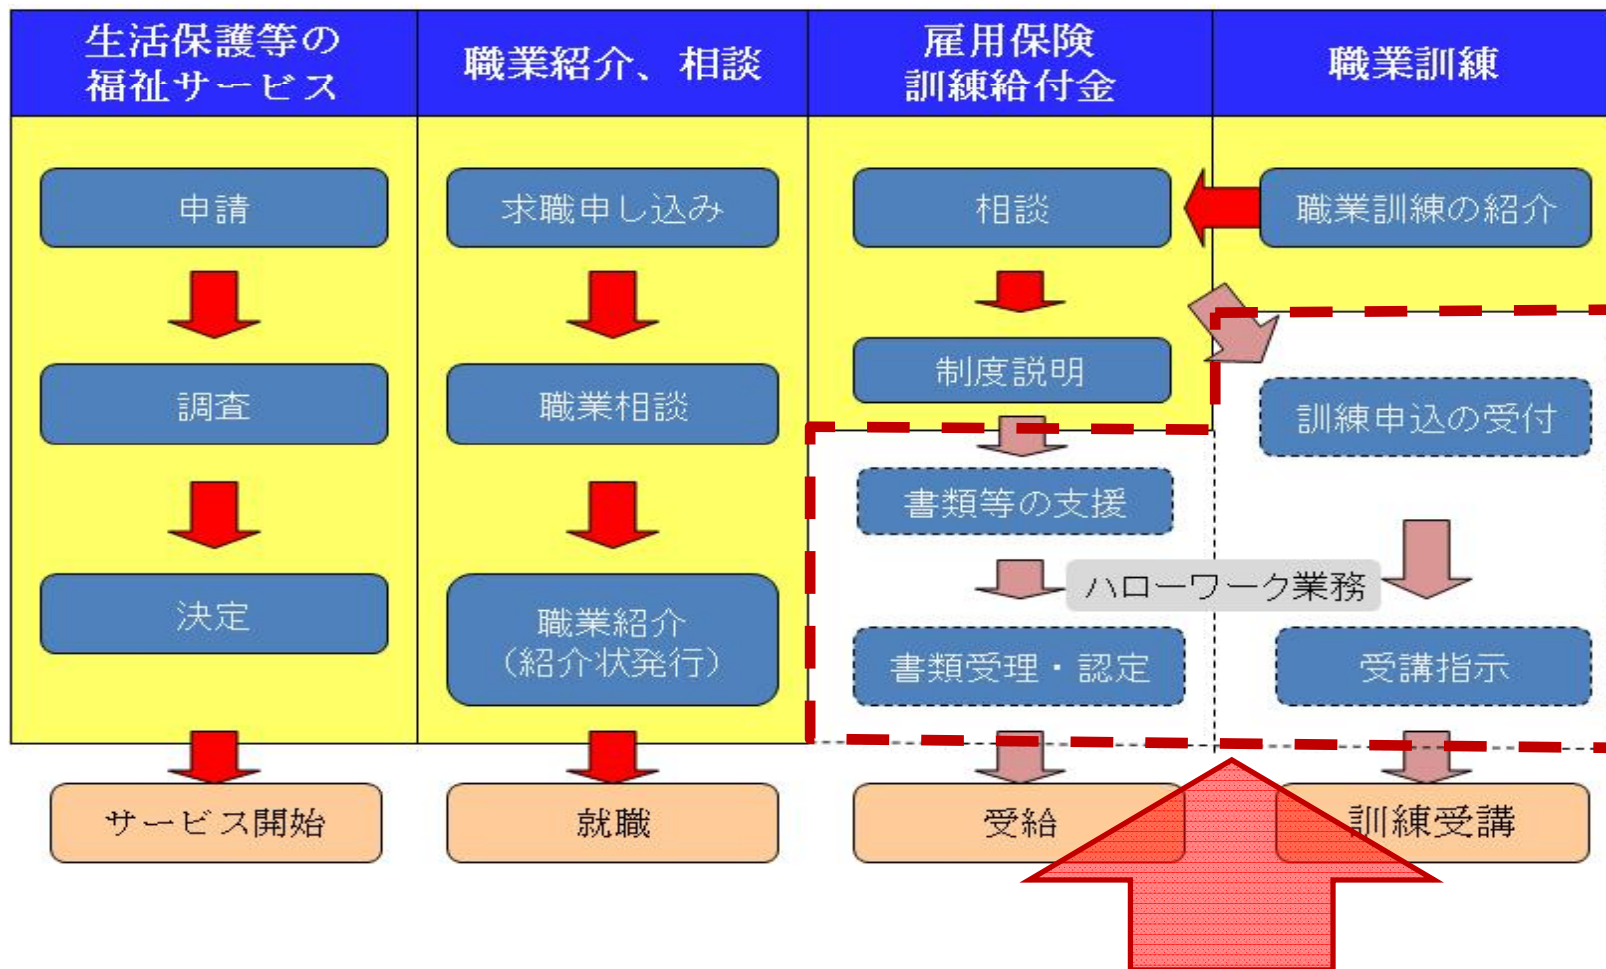 生活保護等の
福祉サービス
職業紹介、相談
雇用保険
訓練給付金
職業訓練
申請
調査
決定
サービス開始
求職申し込み
職業相談
職業紹介
（紹介状発行）
就職
相談
制度説明
書類等の支援
書類受理・認定
受給
職業訓練の紹介
訓練申込の受付
ハローワーク業務
受講指示
訓練受講